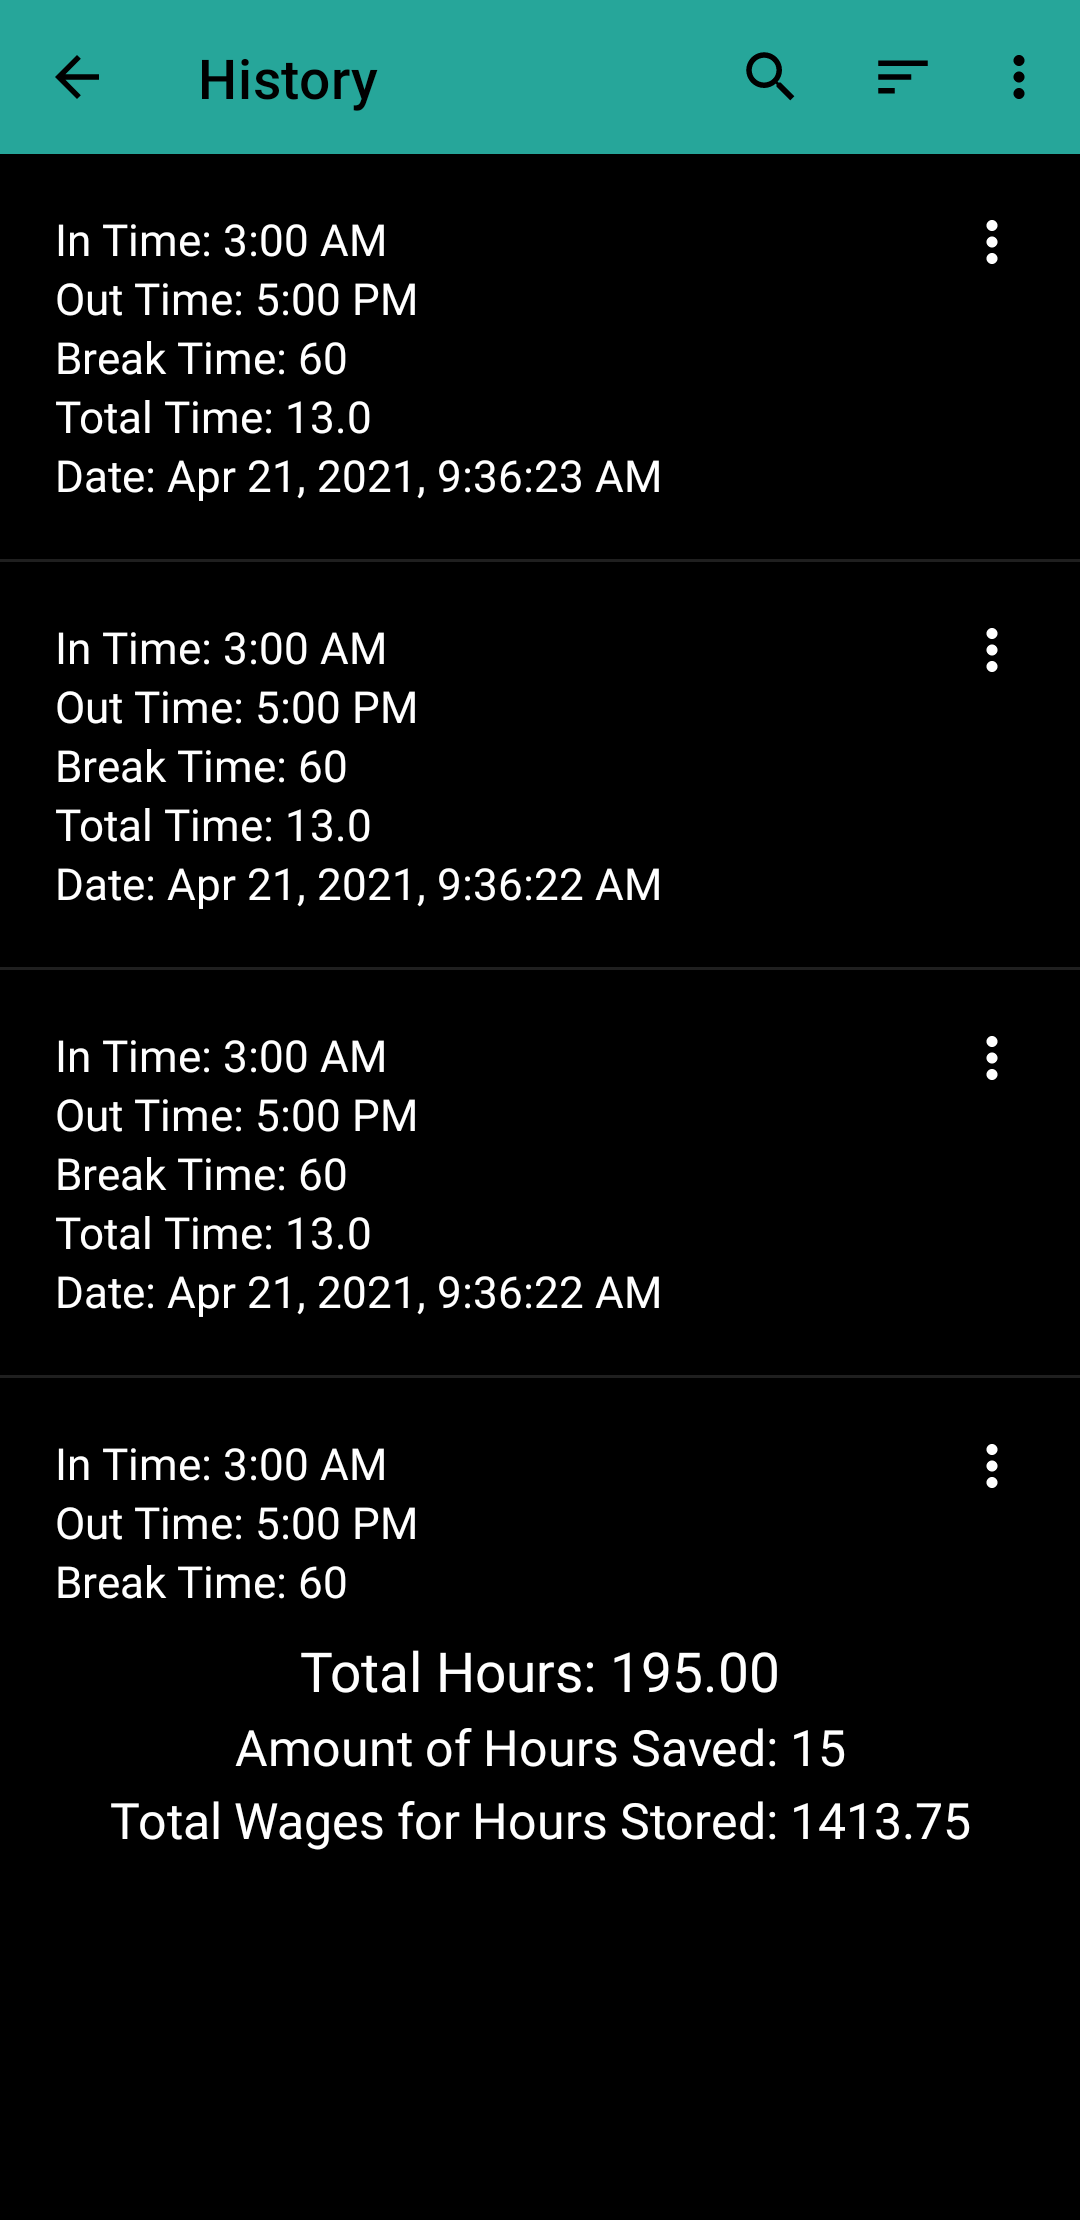 History
In Time: 3:00 AM
Out Time: 5:00 PM
Break Time: 60
Total Time: 13.0
Date: Apr 21, 2021, 9:36:23 AM
In Time: 3:00 AM
Out Time: 5:00 PM
Break Time: 60
Total Time: 13.0
Date: Apr 21, 2021, 9:36:22 AM
In Time: 3:00 AM
Out Time: 5:00 PM
Break Time: 60
Total Time: 13.0
Date: Apr 21, 2021, 9:36:22 AM
In Time: 3:00 AM
Out Time: 5:00 PM
Break Time: 60
Total Hours: 195.00
Amount of Hours Saved: 15
Total Wages for Hours Stored: 1413.75